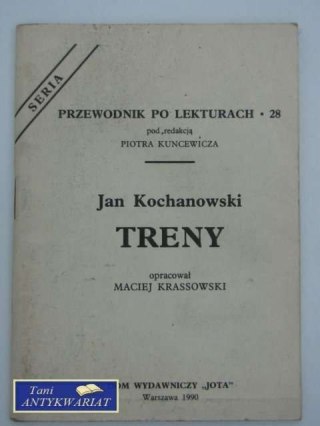 SERIA
PRZEWODNIK PO LEKTURACH • 28
pod redakcją
PIOTRA KUNCEWICZA
Jan Kochanowski
TRENY
opracował
MACIEJ KRASSOWSKI
OM WYDAWNICZY „JOTA”
Warszawa 1990
Tani
ANTYKWARIAT